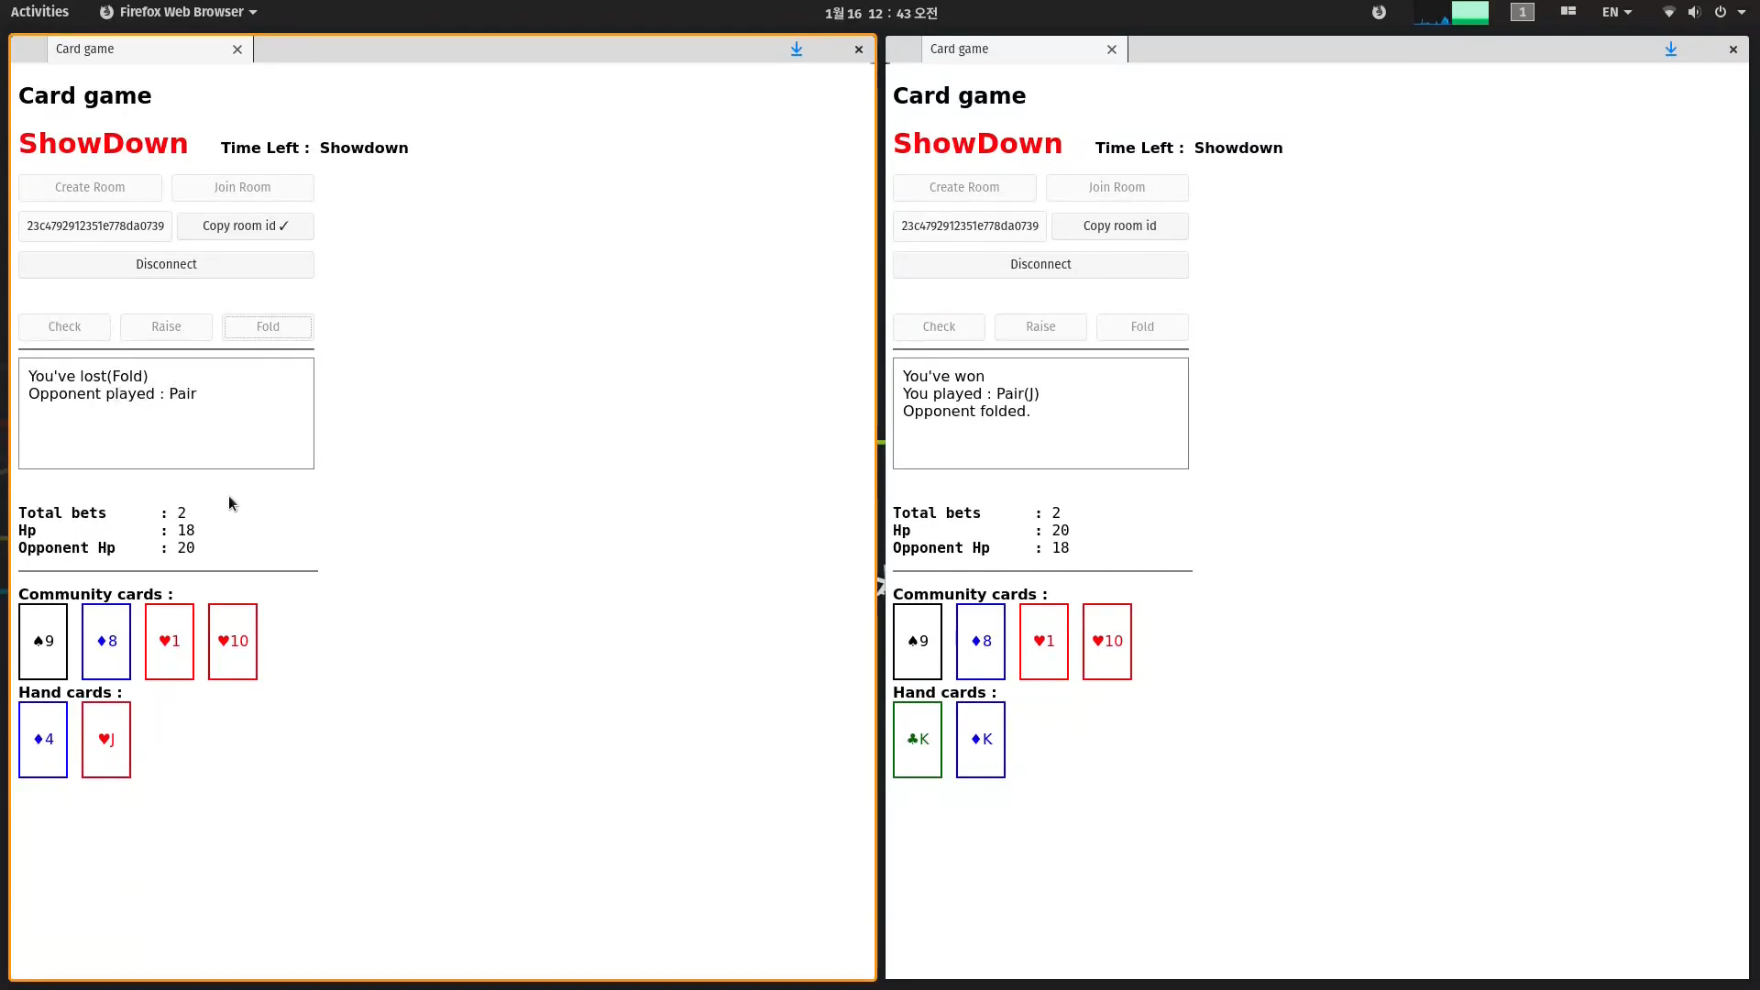 Activities Firefox Web Browser 1월 16 12 : 43 오전 1 EN
Card game
Card game
ShowDown Time Left : Showdown
Create Room Join Room
23c4792912351e778da0739 Copy room id ✓
Disconnect
Check Raise Fold
You've lost(Fold)
Opponent played : Pair
Total bets : 2
Hp : 18
Opponent Hp : 20
Community cards :
♠9 ♦8 ♥1 ♥10
Hand cards :
♦4 ♥J
Card game
Card game
ShowDown Time Left : Showdown
Create Room Join Room
23c4792912351e778da0739 Copy room id
Disconnect
Check Raise Fold
You've won
You played : Pair(J)
Opponent folded.
Total bets : 2
Hp : 20
Opponent Hp : 18
Community cards :
♠9 ♦8 ♥1 ♥10
Hand cards :
♣K ♦K